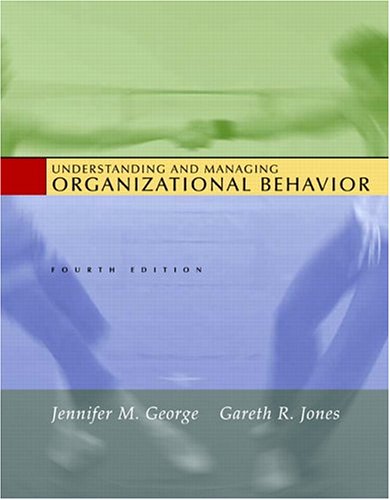 UNDERSTANDING AND MANAGING
ORGANIZATIONAL BEHAVIOR
FOURTH EDITION
Jennifer M. George Gareth R. Jones